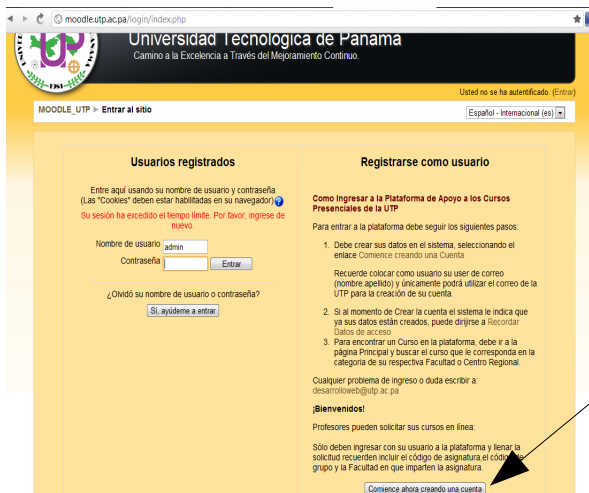 moodle.utp.ac.pa/login/index.php
Universidad Tecnológica de Panamá
Camino a la Excelencia a Través del Mejoramiento Continuo.
Usted no se ha autentificado. (Entrar)
MOODLE_UTP ► Entrar al sitio
Español - Internacional (es)
Usuarios registrados
Entre aquí usando su nombre de usuario y contraseña
(Las "Cookies" deben estar habilitadas en su navegador)
Su sesión ha excedido el tiempo límite. Por favor, ingrese de
nuevo
Nombre de usuario admin
Contraseña Entrar
¿Olvidó su nombre de usuario o contraseña?
Sí, ayúdeme a entrar
Registrarse como usuario
Como Ingresar a la Plataforma de Apoyo a los Cursos
Presenciales de la UTP
Para entrar a la plataforma debe seguir los siguientes pasos:
1. Debe crear sus datos en el sistema, seleccionando el
enlace Comience creando una Cuenta
Recuerde colocar como usuario su user de correo
(nombre.apellido) y únicamente podrá utilizar el correo de la
UTP para la creación de su cuenta.
2. Si al momento de Crear la cuenta el sistema le indica que
ya sus datos están creados, puede dirijirse a Recordar
Datos de acceso
3. Para encontrar un Curso en la plataforma, debe ir a la
página Principal y buscar el curso que le corresponda en la
categoria de su respectiva Facultad o Centro Regional.
Cualquier problema de ingreso o duda escribir a:
desarrolloweb@utp.ac.pa
¡Bienvenidos!
Profesores pueden solicitar sus cursos en línea:
Sólo deben ingresar con su usuario a la plataforma y llenar la
solicitud recuerden incluir el código de asignatura,el código de
grupo y la Facultad en que imparten la asignatura.
Comience ahora creando una cuenta